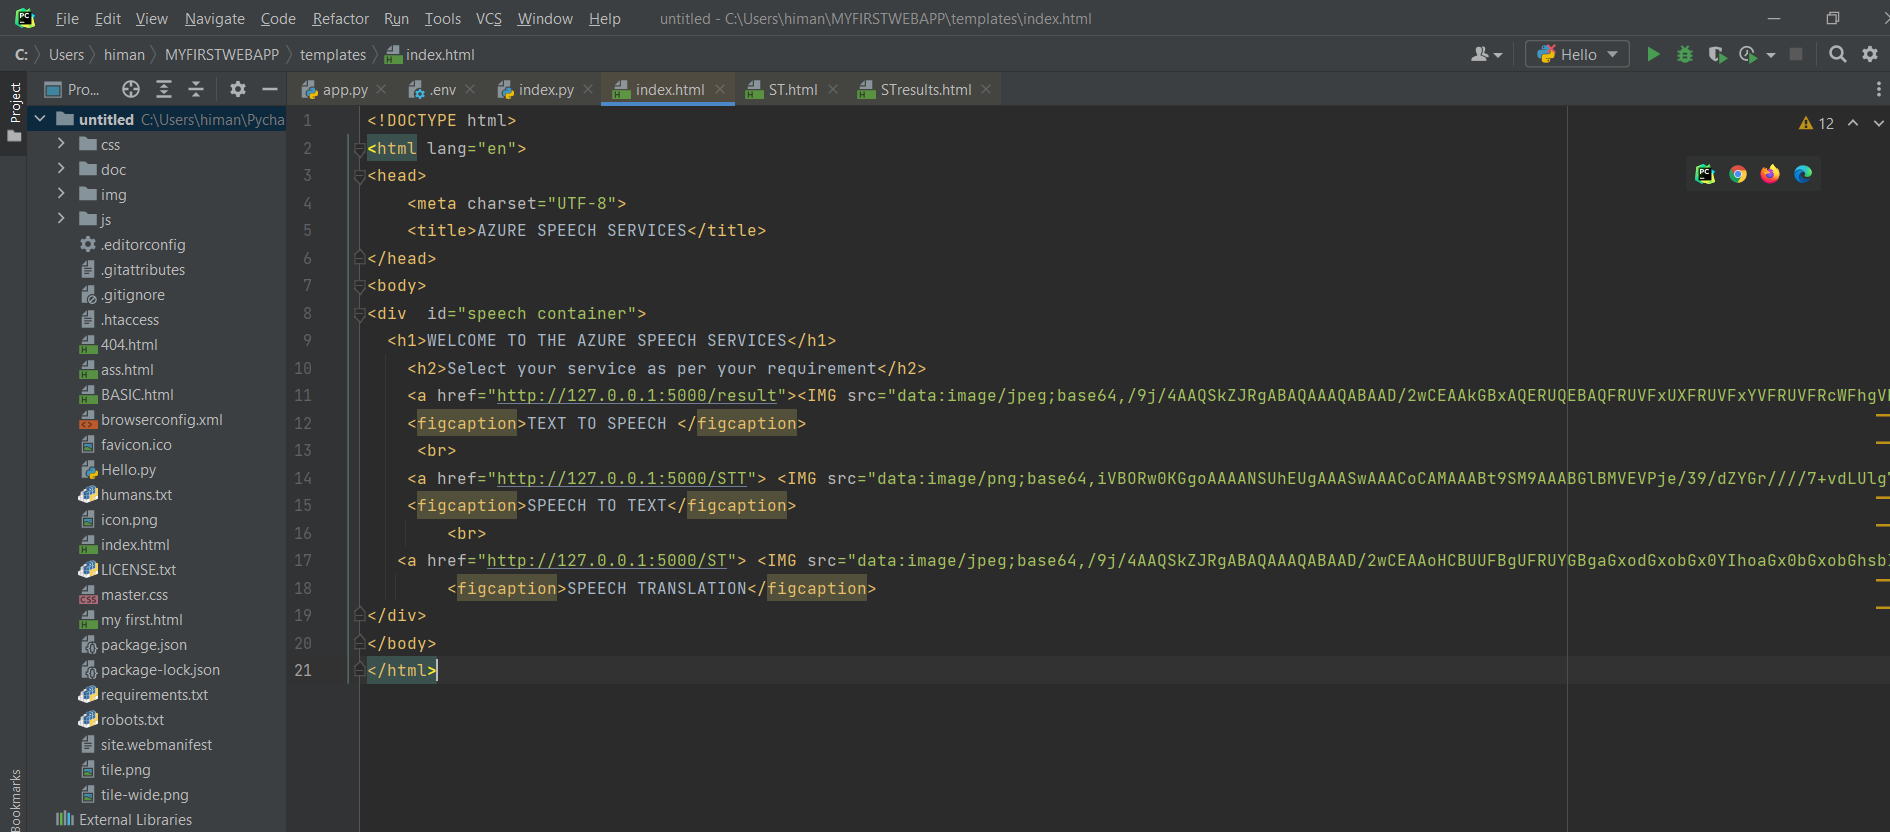 File Edit View Navigate Code Refactor Run Tools VCS Window Help untitled - C:\Users\himan\MYFIRSTWEBAPP\templates\index.html
C: Users himan MYFIRSTWEBAPP templates index.html Hello
Project
Pro...
app.py .env index.py index.html ST.html STresults.html
untitled C:\Users\himan\Pycha
css
doc
img
js
.editorconfig
.gitattributes
.gitignore
.htaccess
404.html
ass.html
BASIC.html
browserconfig.xml
favicon.ico
Hello.py
humans.txt
icon.png
index.html
LICENSE.txt
master.css
my first.html
package.json
package-lock.json
requirements.txt
robots.txt
site.webmanifest
tile.png
tile-wide.png
External Libraries
Bookmarks
12
1 <!DOCTYPE html>
2 <html lang="en">
3 <head>
4 <meta charset="UTF-8">
5 <title>AZURE SPEECH SERVICES</title>
6 </head>
7 <body>
8 <div  id="speech container">
9 <h1>WELCOME TO THE AZURE SPEECH SERVICES</h1>
10 <h2>Select your service as per your requirement</h2>
11 <a href="http://127.0.0.1:5000/result"><IMG src="data:image/jpeg;base64,/9j/4AAQSkZJRgABAQAAAQABAAD/2wCEAAkGBxAQERUQEBAQFRUVFxUXFRUVFxYVFRUVFRcWFhgV
12 <figcaption>TEXT TO SPEECH </figcaption>
13 <br>
14 <a href="http://127.0.0.1:5000/STT"> <IMG src="data:image/png;base64,iVBORw0KGgoAAAANSUhEUgAAASwAAACoCAMAAABt9SM9AAABGlBMVEVPje/39/dZYGr////7+vdLUlg
15 <figcaption>SPEECH TO TEXT</figcaption>
16 <br>
17 <a href="http://127.0.0.1:5000/ST"> <IMG src="data:image/jpeg;base64,/9j/4AAQSkZJRgABAQAAAQABAAD/2wCEAAoHCBUUFBgUFRUYGBgaGxodGxobGx0YIhoaGx0bGxobGhsb
18 <figcaption>SPEECH TRANSLATION</figcaption>
19 </div>
20 </body>
21 </html>